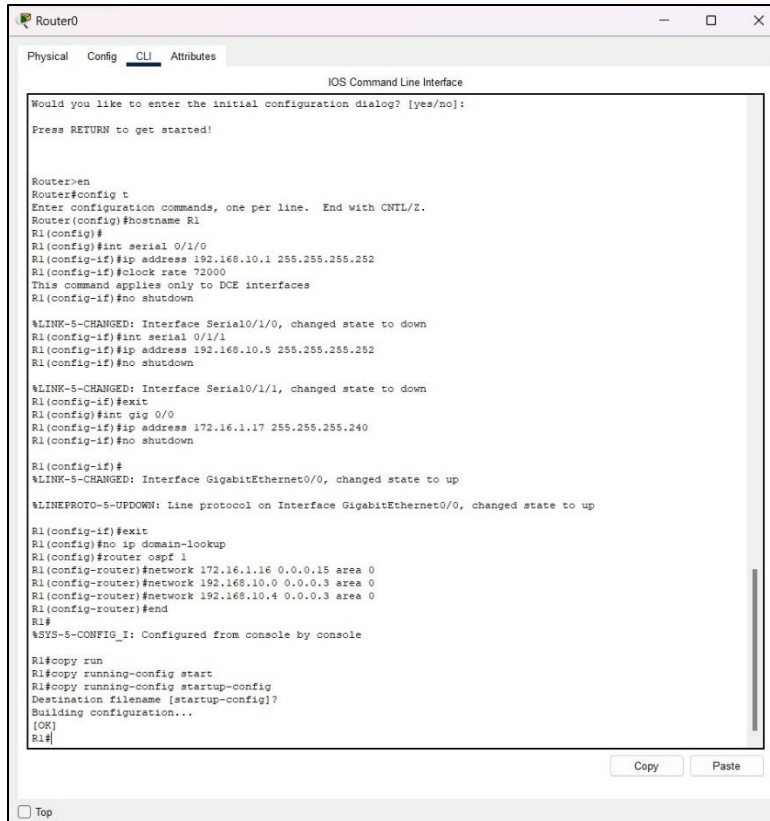 Router0
Physical Config CLI Attributes
IOS Command Line Interface
Would you like to enter the initial configuration dialog? [yes/no]:
Press RETURN to get started!
Router>en
Router#config t
Enter configuration commands, one per line.  End with CNTL/Z.
Router(config)#hostname R1
R1(config)#
R1(config)#int serial 0/1/0
R1(config-if)#ip address 192.168.10.1 255.255.255.252
R1(config-if)#clock rate 72000
This command applies only to DCE interfaces
R1(config-if)#no shutdown
%LINK-5-CHANGED: Interface Serial0/1/0, changed state to down
R1(config-if)#int serial 0/1/1
R1(config-if)#ip address 192.168.10.5 255.255.255.252
R1(config-if)#no shutdown
%LINK-5-CHANGED: Interface Serial0/1/1, changed state to down
R1(config-if)#exit
R1(config)#int gig 0/0
R1(config-if)#ip address 172.16.1.17 255.255.255.240
R1(config-if)#no shutdown
R1(config-if)#
%LINK-5-CHANGED: Interface GigabitEthernet0/0, changed state to up
%LINEPROTO-5-UPDOWN: Line protocol on Interface GigabitEthernet0/0, changed state to up
R1(config-if)#exit
R1(config)#no ip domain-lookup
R1(config)#router ospf 1
R1(config-router)#network 172.16.1.16 0.0.0.15 area 0
R1(config-router)#network 192.168.10.0 0.0.0.3 area 0
R1(config-router)#network 192.168.10.4 0.0.0.3 area 0
R1(config-router)#end
R1#
%SYS-5-CONFIG_I: Configured from console by console
R1#copy run
R1#copy running-config start
R1#copy running-config startup-config
Destination filename [startup-config]?
Building configuration...
[OK]
R1#
Copy Paste
Top